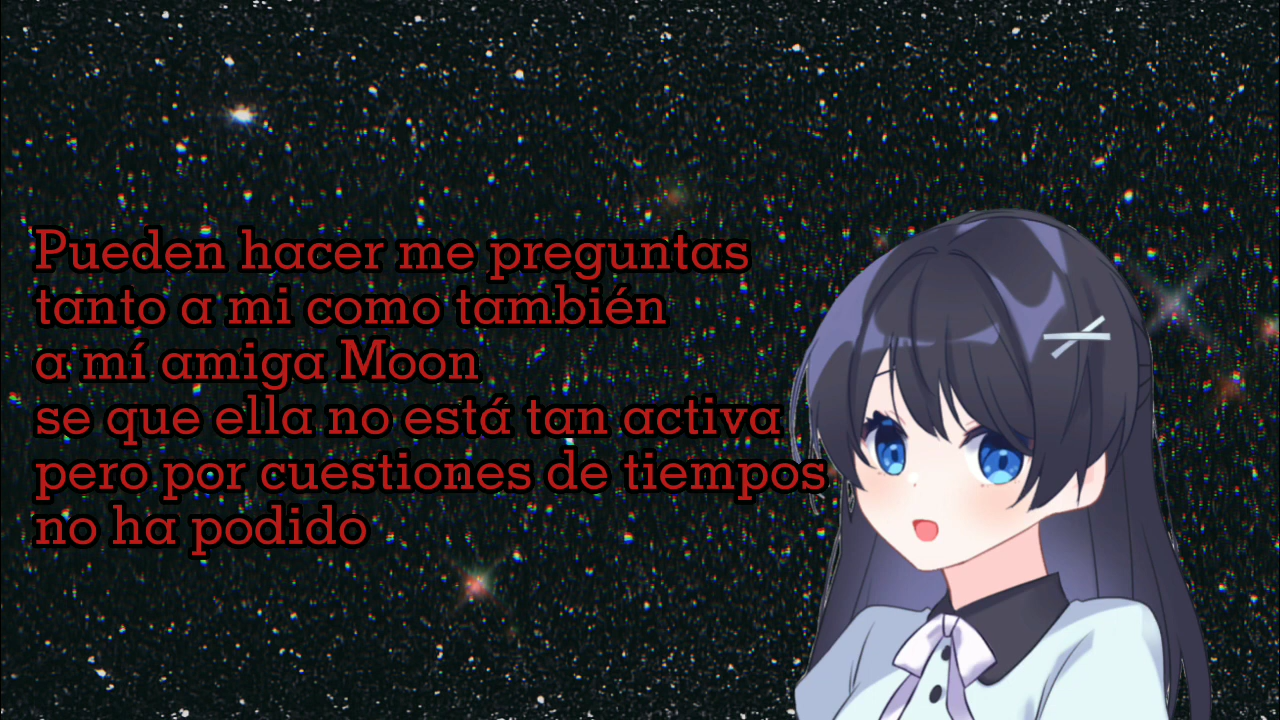 Pueden hacer me preguntas
tanto a mi como también
a mí amiga Moon
se que ella no está tan activa
pero por cuestiones de tiempos
no ha podido